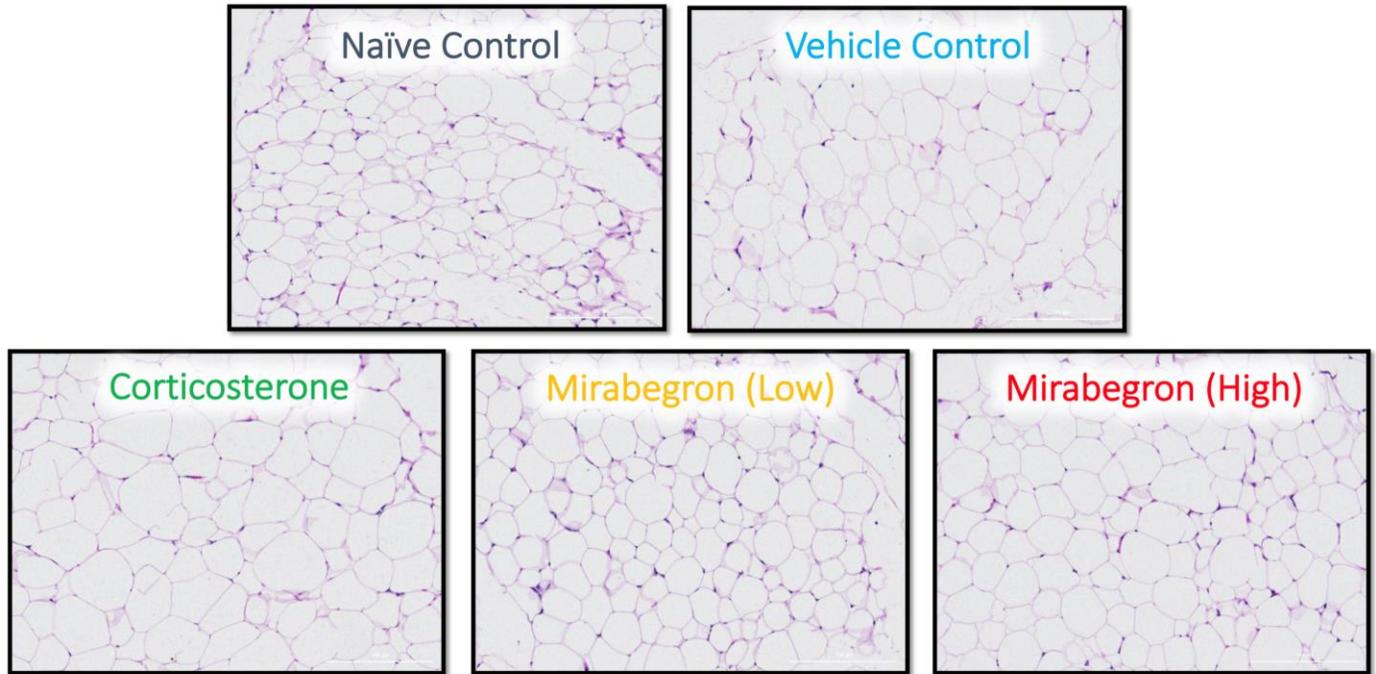 Naïve Control
Vehicle Control
Corticosterone
Mirabegron (Low)
Mirabegron (High)